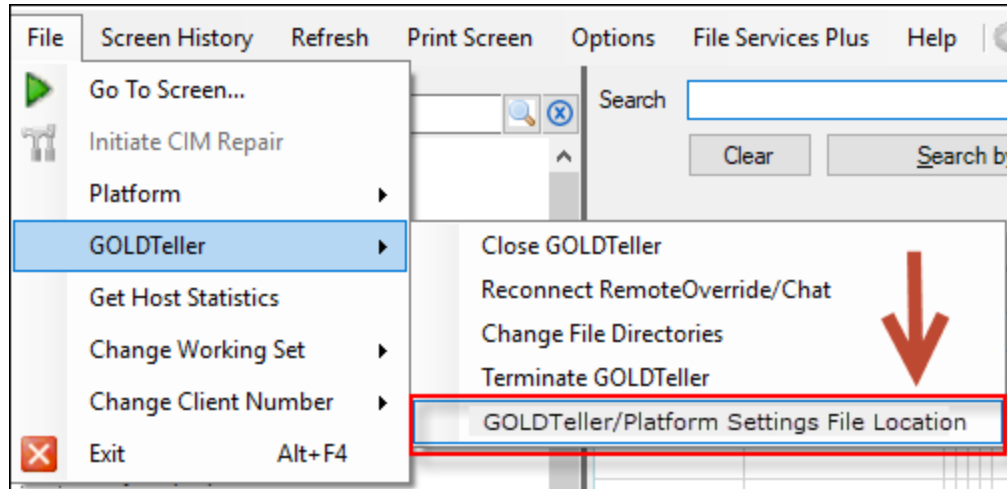 File Screen History Refresh Print Screen Options File Services Plus Help
Go To Screen...
Initiate CIM Repair
Platform
GOLDTeller
Get Host Statistics
Change Working Set
Change Client Number
Exit Alt+F4
Search
Clear Search b
Close GOLDTeller
Reconnect RemoteOverride/Chat
Change File Directories
Terminate GOLDTeller
GOLDTeller/Platform Settings File Location